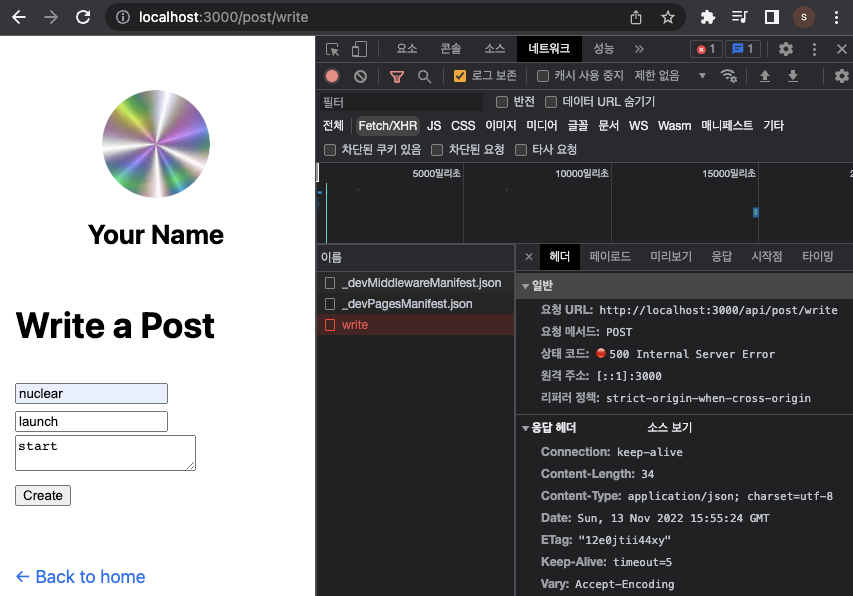 localhost:3000/post/write
S
요소 콘솔 소스 네트워크 성능 » 1 1
로그 보존 캐시 사용 중지 제한 없음
필터 반전 데이터 URL 숨기기
전체 Fetch/XHR JS CSS 이미지 미디어 글꼴 문서 WS Wasm 매니페스트 기타
차단된 쿠키 있음 차단된 요청 타사 요청
5000밀리초 10000밀리초 15000밀리초 2
이름
_devMiddlewareManifest.json
_devPagesManifest.json
write
× 헤더 페이로드 미리보기 응답 시작점 타이밍
일반
요청 URL: http://localhost:3000/api/post/write
요청 메서드: POST
상태 코드: 500 Internal Server Error
원격 주소: [::1]:3000
리퍼러 정책: strict-origin-when-cross-origin
응답 헤더 소스 보기
Connection: keep-alive
Content-Length: 34
Content-Type: application/json; charset=utf-8
Date: Sun, 13 Nov 2022 15:55:24 GMT
ETag: "12e0jtii44xy"
Keep-Alive: timeout=5
Vary: Accept-Encoding
Your Name
Write a Post
nuclear
launch
start
Create
← Back to home